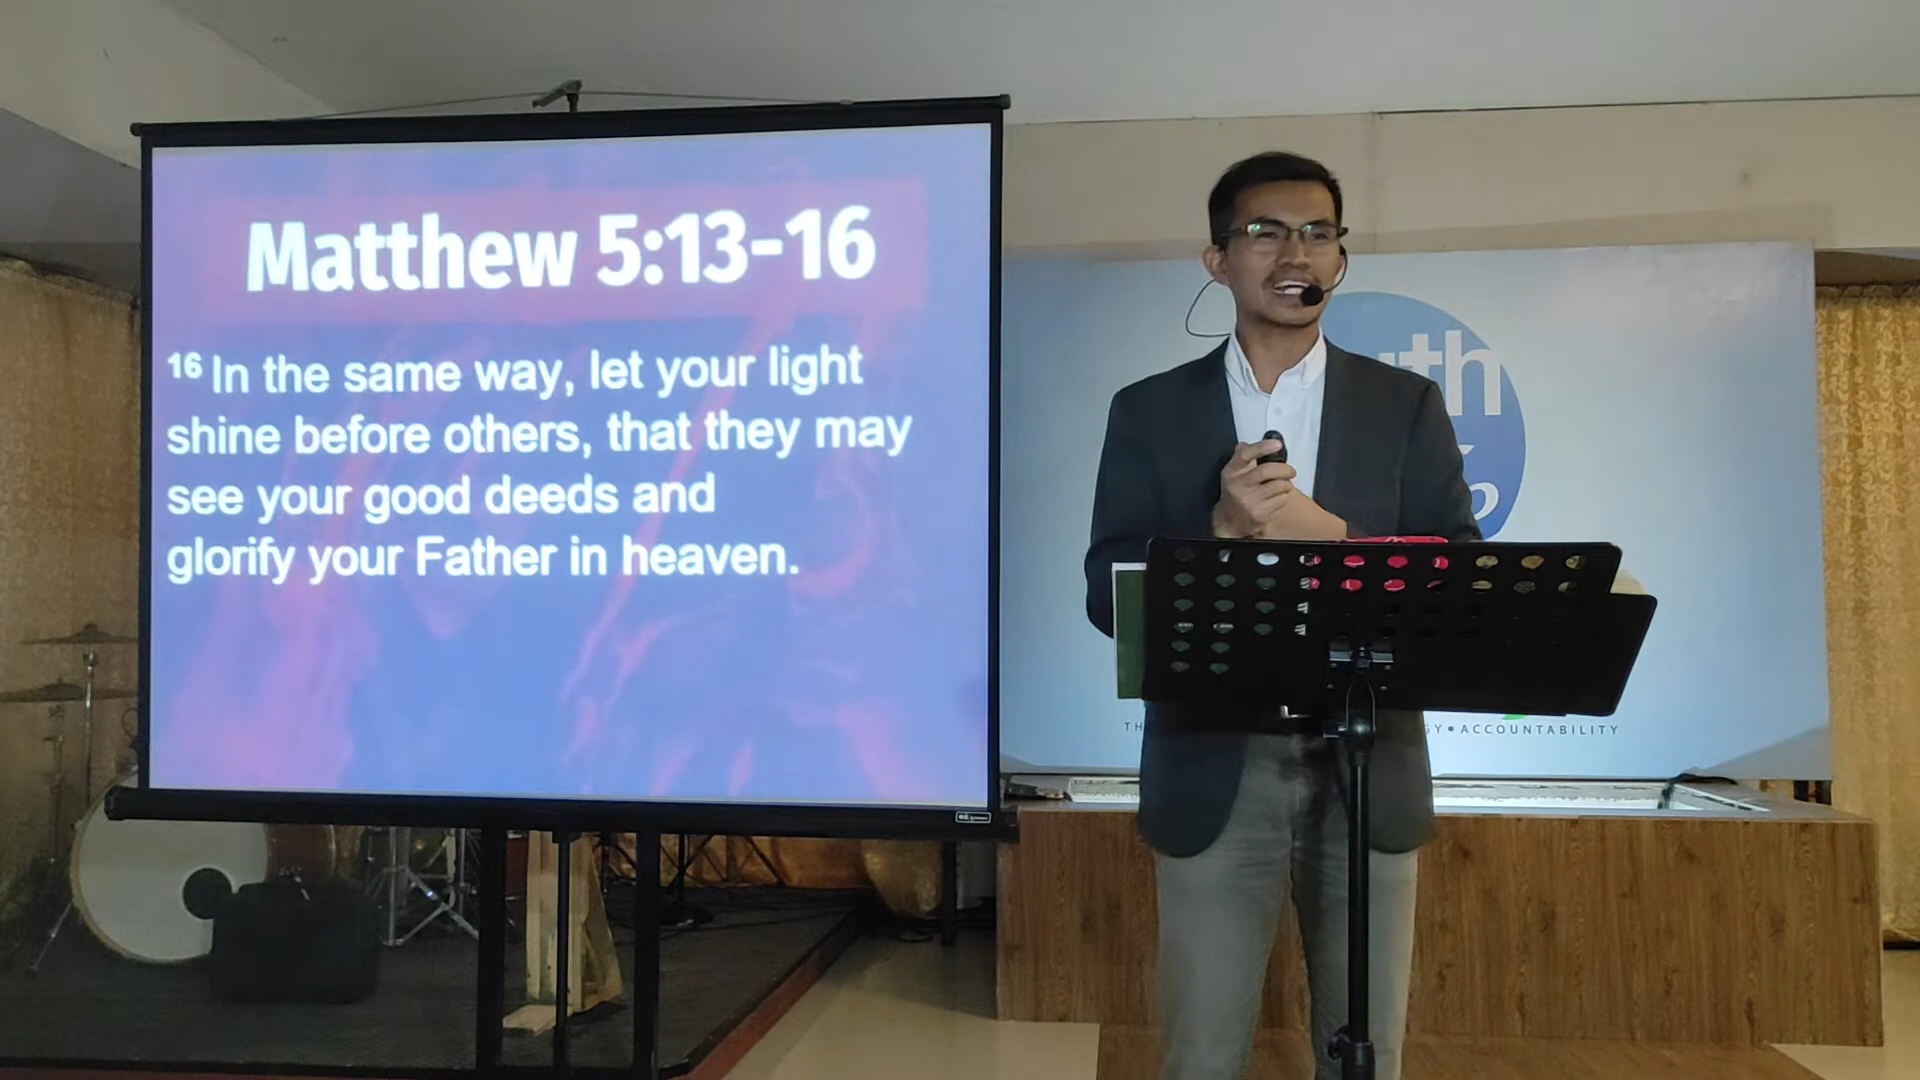 Matthew 5:13-16
16 In the same way, let your light
shine before others, that they may
see your good deeds and
glorify your Father in heaven.
ACCOUNTABILITY